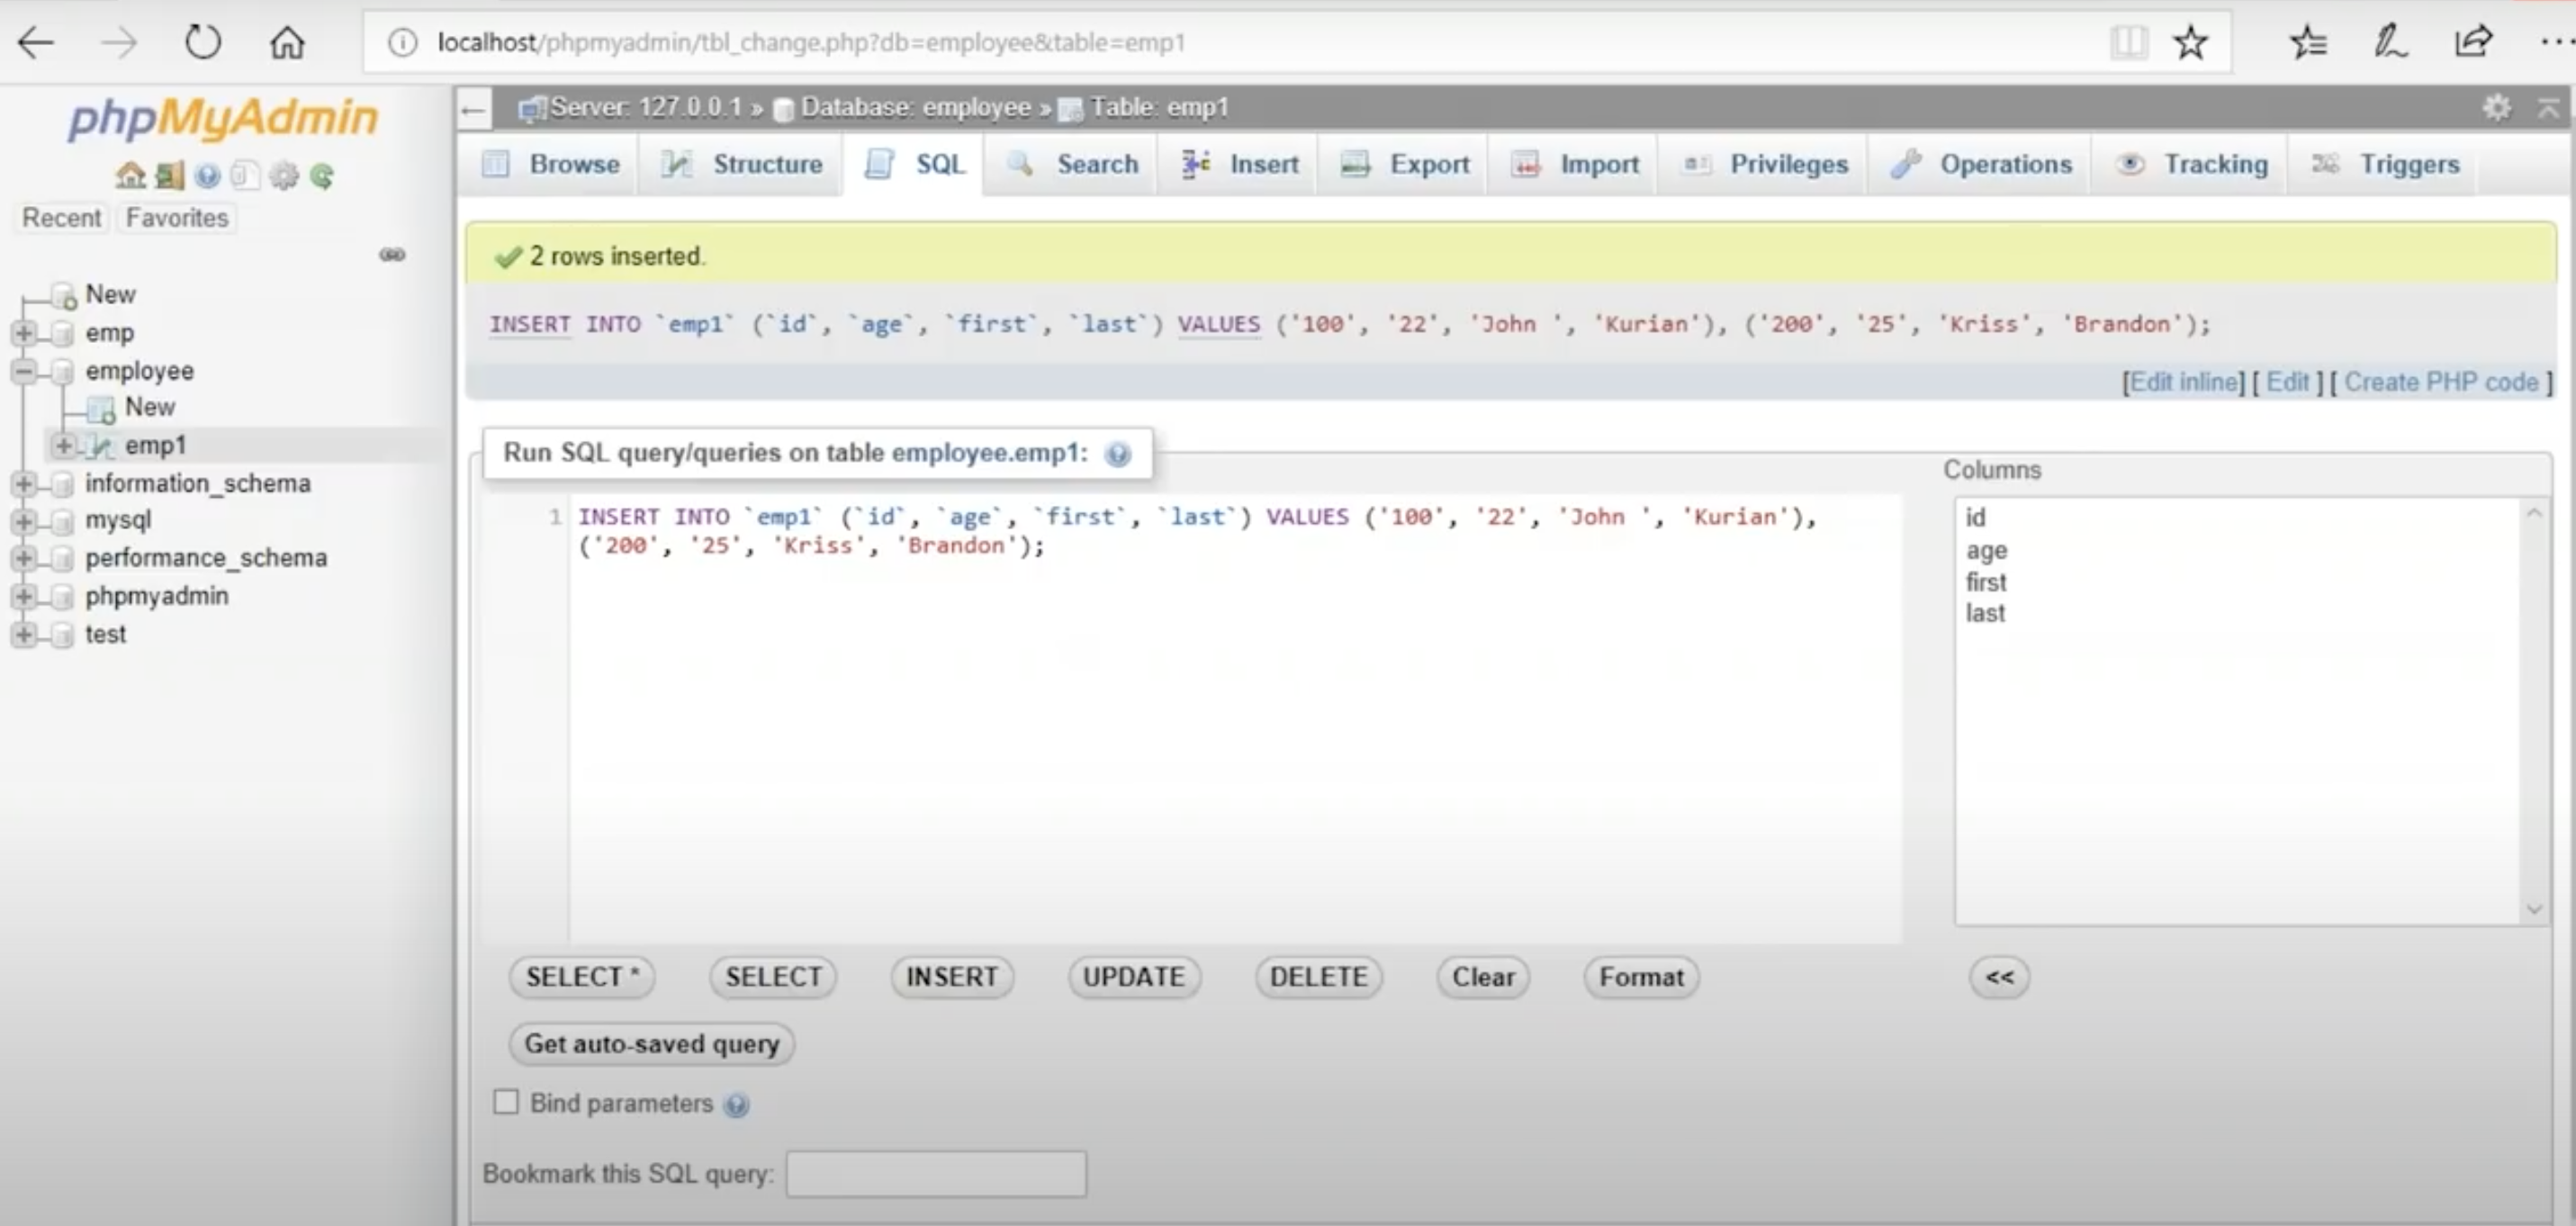 localhost/phpmyadmin/tbl_change.php?db=employee&table=emp1
phpMyAdmin
Recent Favorites
New
emp
employee
New
emp1
information_schema
mysql
performance_schema
phpmyadmin
test
Server: 127.0.0.1 » Database: employee » Table: emp1
Browse Structure SQL Search Insert Export Import Privileges Operations Tracking Triggers
2 rows inserted.
INSERT INTO `emp1` (`id`, `age`, `first`, `last`) VALUES ('100', '22', 'John ', 'Kurian'), ('200', '25', 'Kriss', 'Brandon');
[Edit inline] [ Edit ] [ Create PHP code ]
Run SQL query/queries on table employee.emp1:
1 INSERT INTO `emp1` (`id`, `age`, `first`, `last`) VALUES ('100', '22', 'John ', 'Kurian'),
('200', '25', 'Kriss', 'Brandon');
Columns
id
age
first
last
SELECT * SELECT INSERT UPDATE DELETE Clear Format <<
Get auto-saved query
Bind parameters
Bookmark this SQL query: